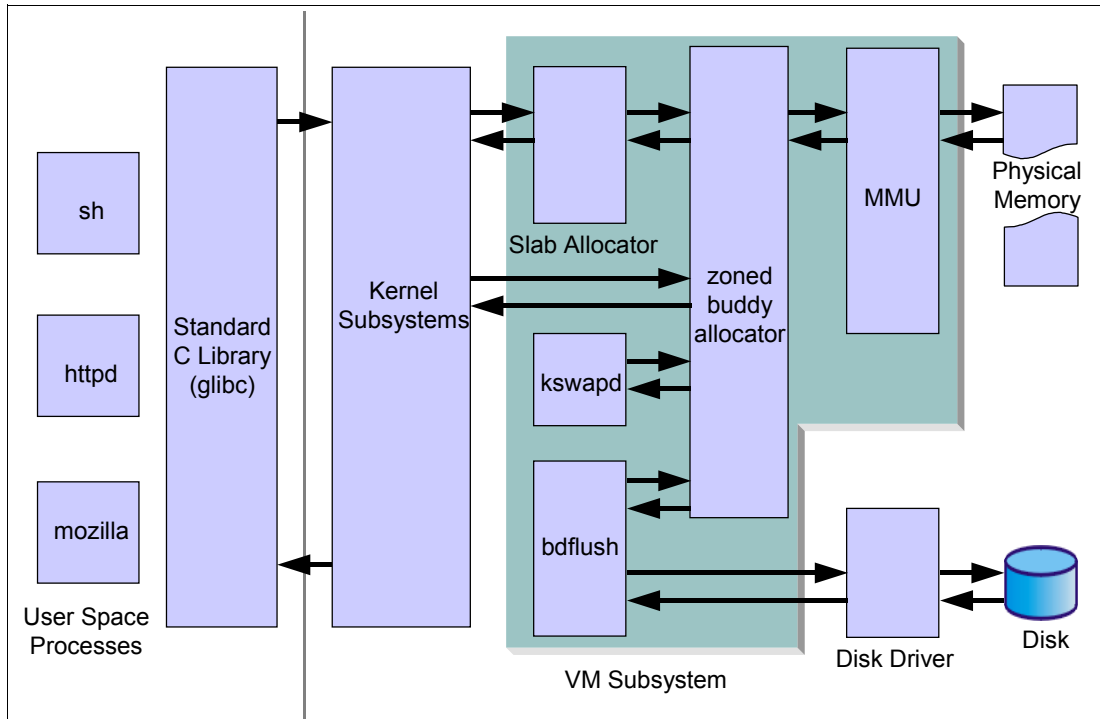 sh
httpd
mozilla
User Space
Processes
Standard
C Library
(glibc)
Kernel
Subsystems
Slab Allocator
kswapd
bdflush
zoned
buddy
allocator
MMU
Physical
Memory
VM Subsystem
Disk Driver
Disk